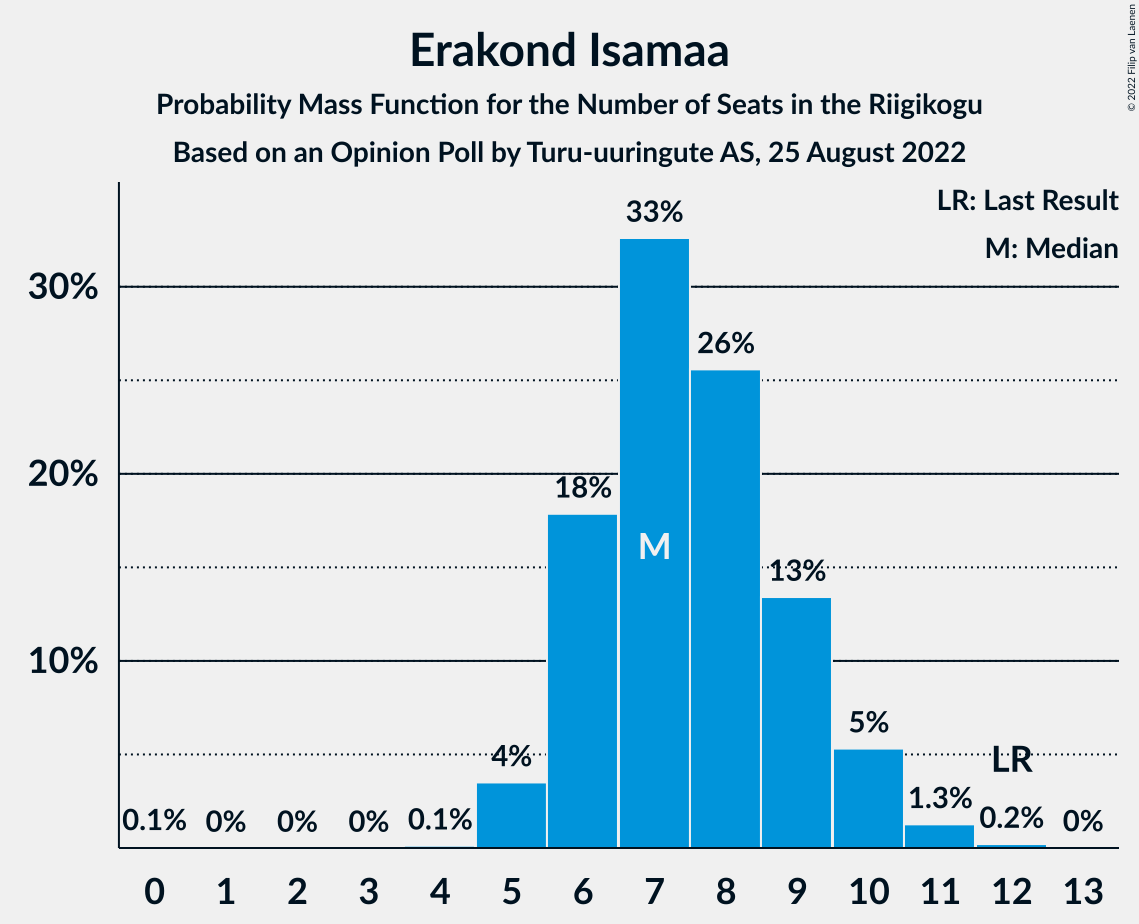 Erakond Isamaa
Probability Mass Function for the Number of Seats in the Riigikogu
Based on an Opinion Poll by Turu-uuringute AS, 25 August 2022
© 2022 Filip van Laenen
LR: Last Result
M: Median
33%
30%
26%
20%
18%
M
13%
10%
5%
4%
LR
0.1% 0% 0% 0% 0.1% 1.3% 0.2% 0%
0 1 2 3 4 5 6 7 8 9 10 11 12 13